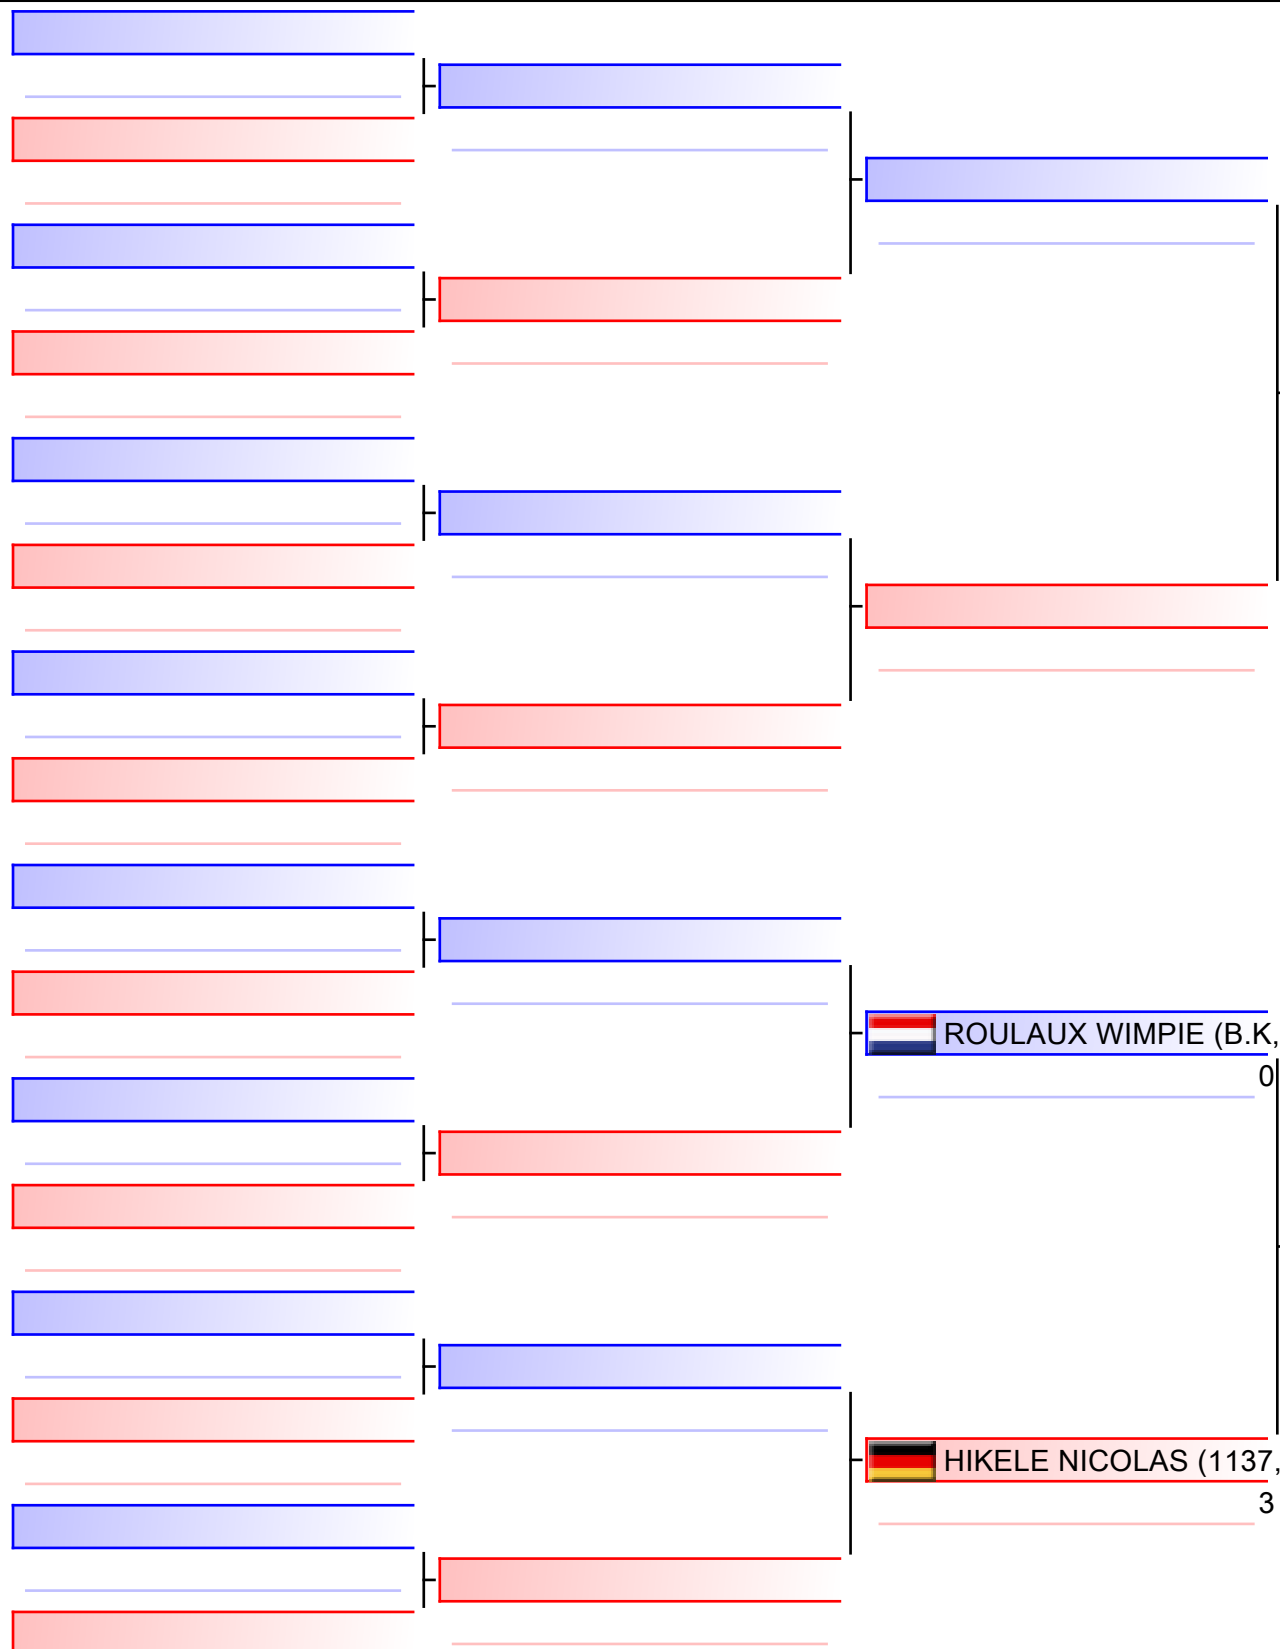 ROULAUX WIMPIE (B.K,
0
HIKELE NICOLAS (1137,
3